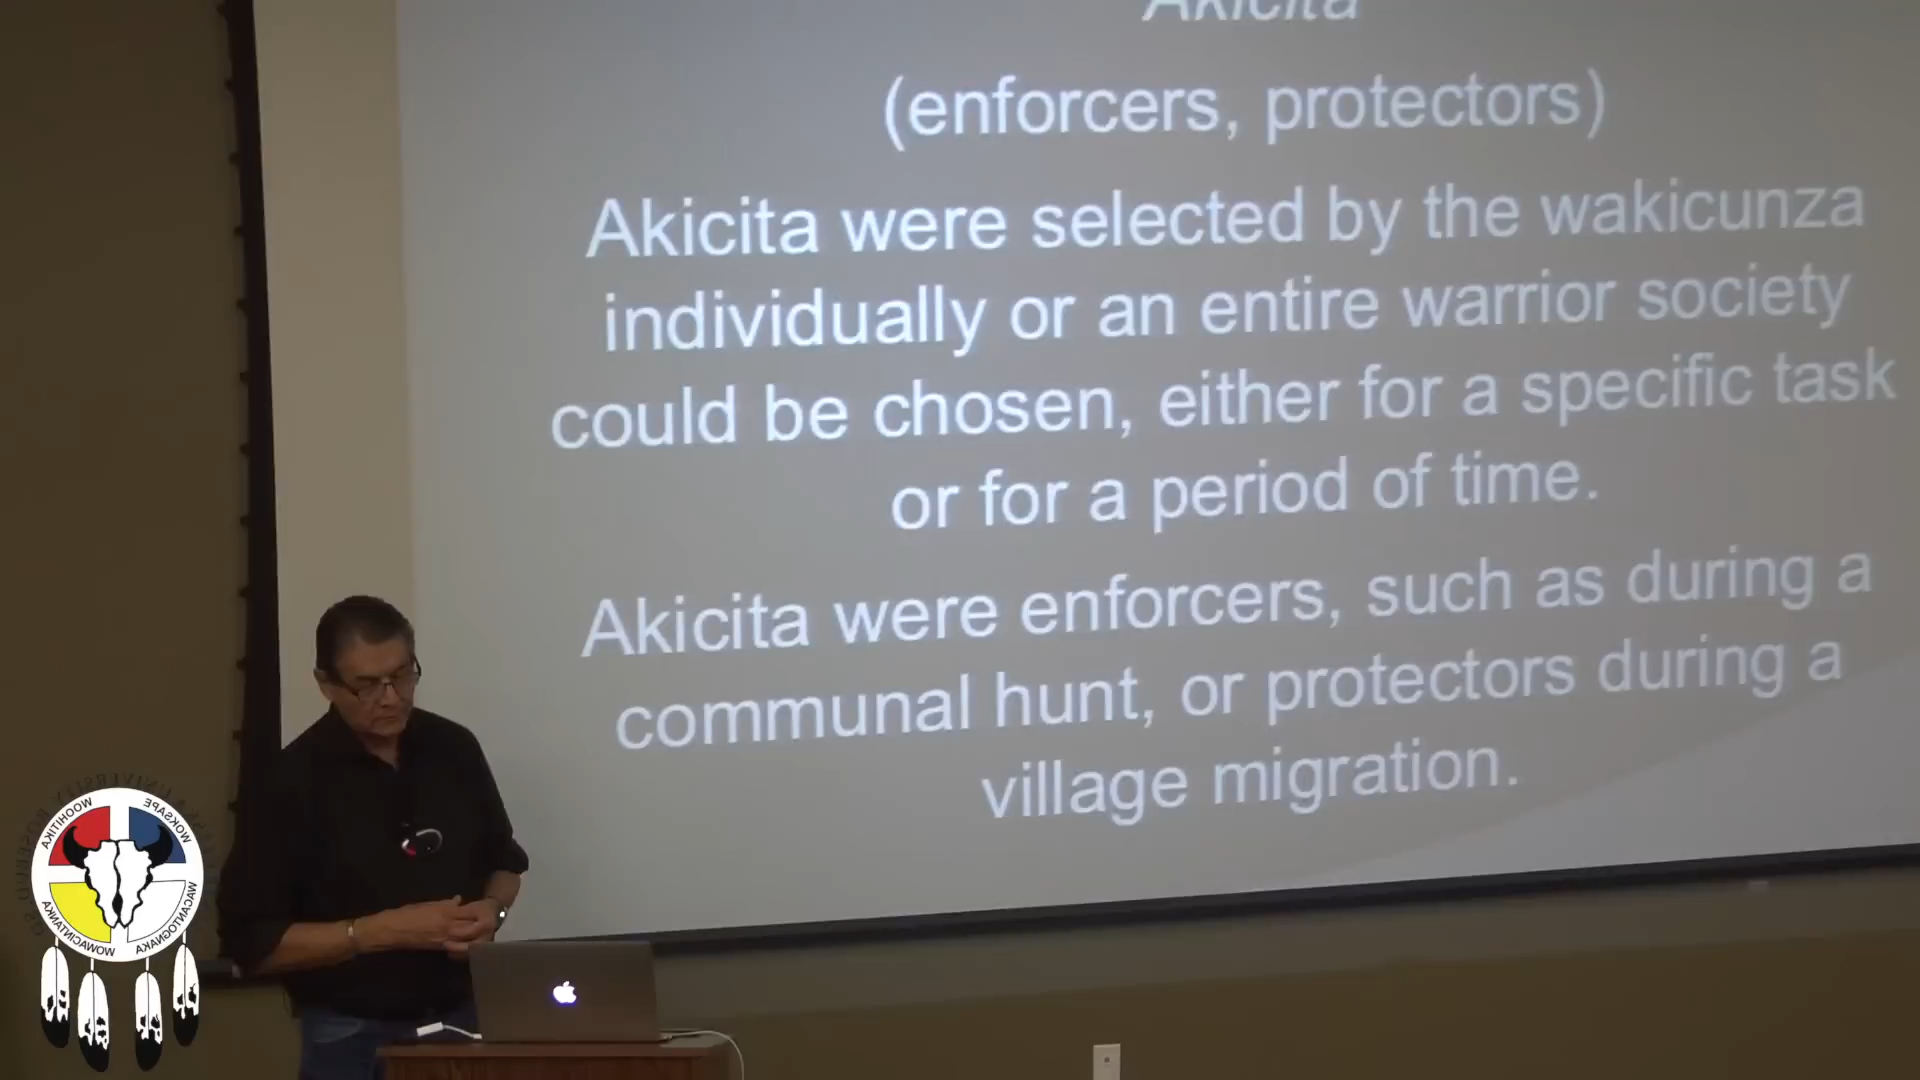 Akicita
(enforcers, protectors)
Akicita were selected by the wakicunza
individually or an entire warrior society
could be chosen, either for a specific task
or for a period of time.
Akicita were enforcers, such as during a
communal hunt, or protectors during a
village migration.
WOOHITIKA
WOKSAPE
WOWACINTANKA
WACANTOGNAKA